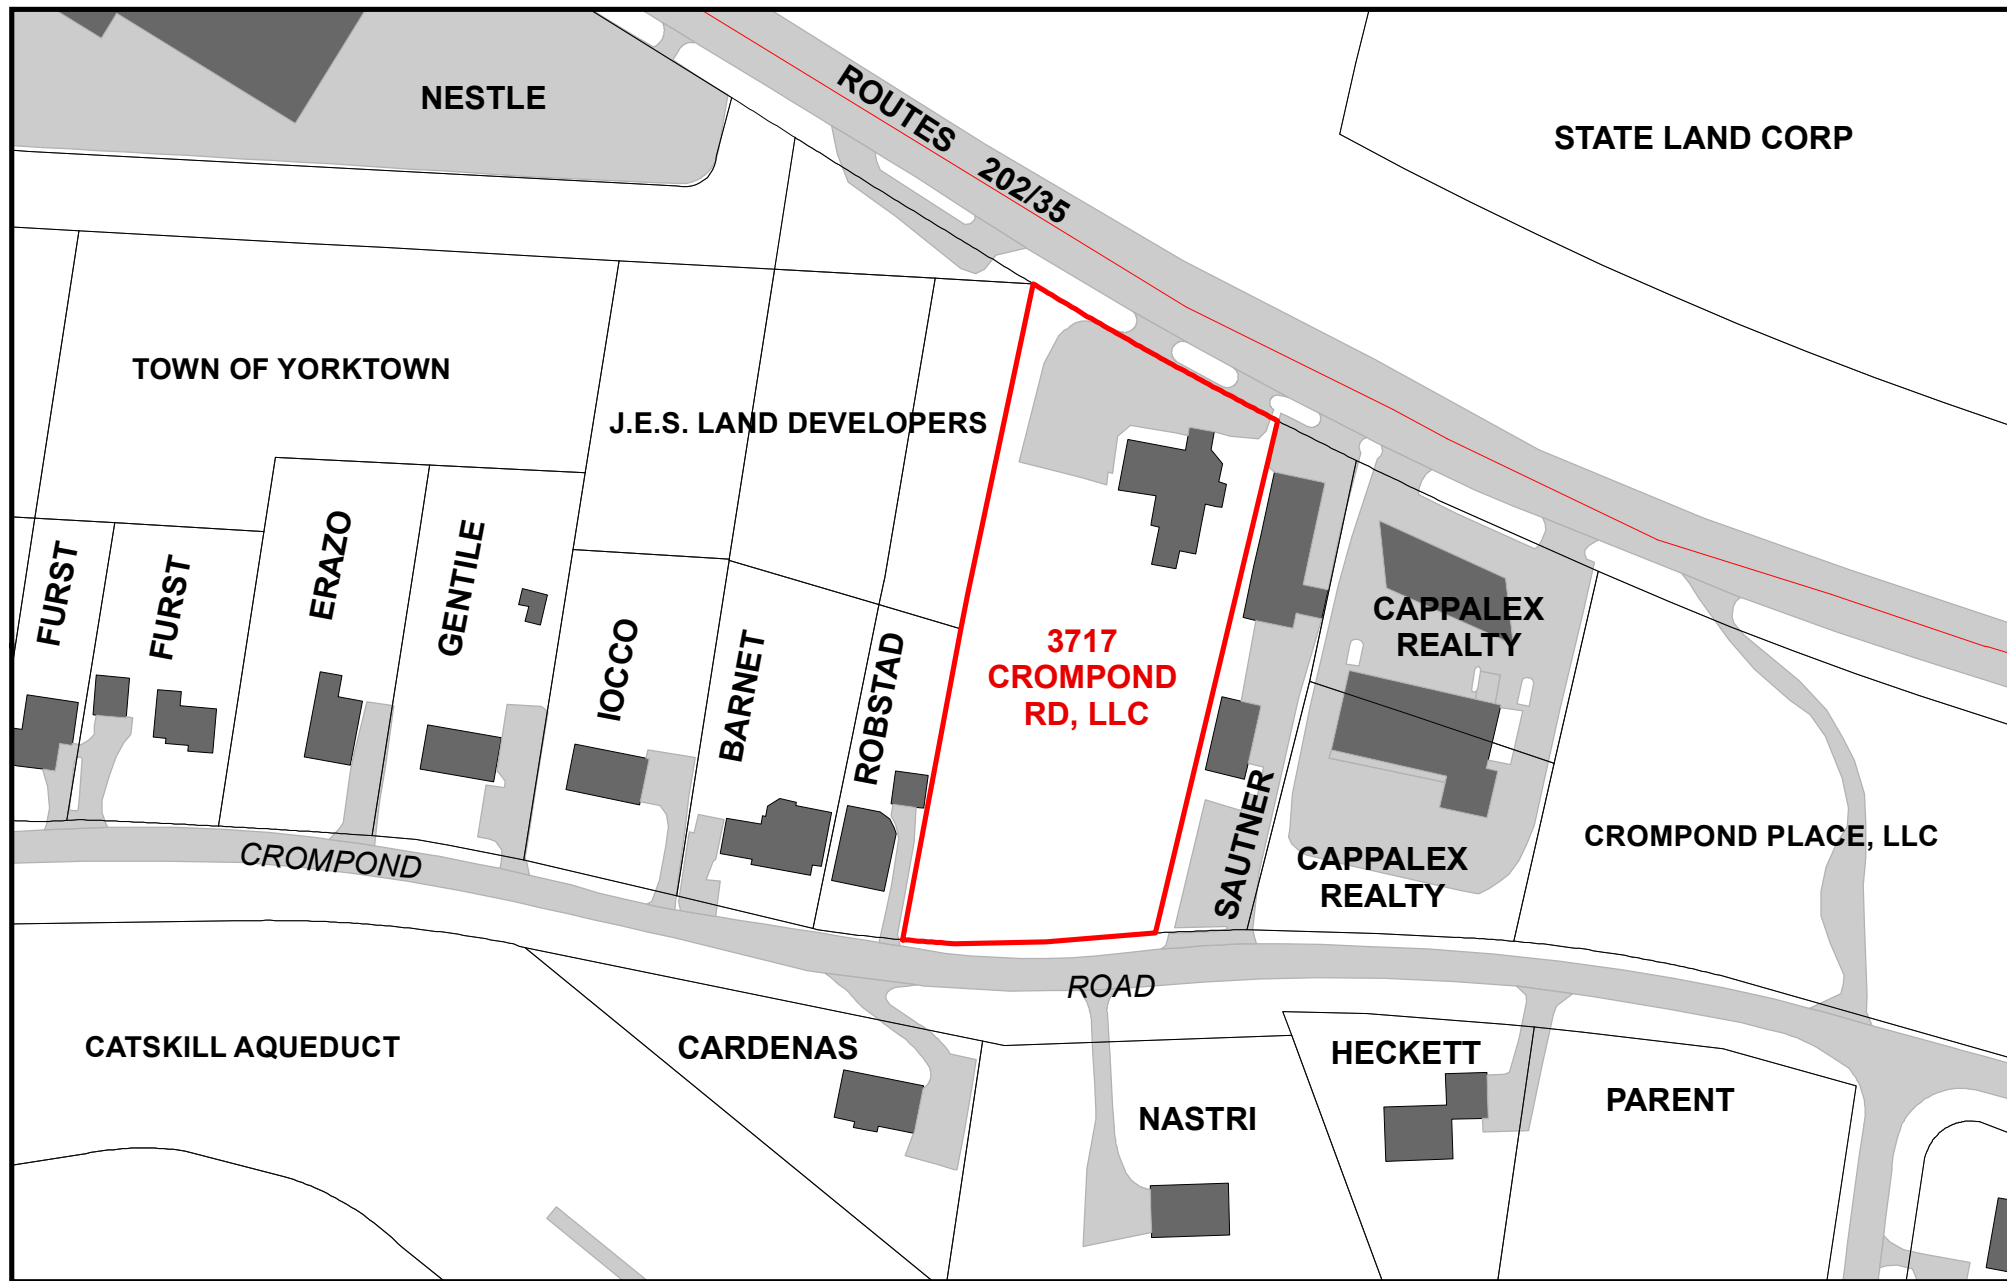 NESTLE
ROUTES 202/35
STATE LAND CORP
TOWN OF YORKTOWN
J.E.S. LAND DEVELOPERS
FURST
FURST
ERAZO
GENTILE
IOCCO
BARNET
ROBSTAD
3717
CROMPOND
RD, LLC
SAUTNER
CAPPALEX
REALTY
CAPPALEX
REALTY
CROMPOND PLACE, LLC
CROMPOND
ROAD
CATSKILL AQUEDUCT
CARDENAS
NASTRI
HECKETT
PARENT